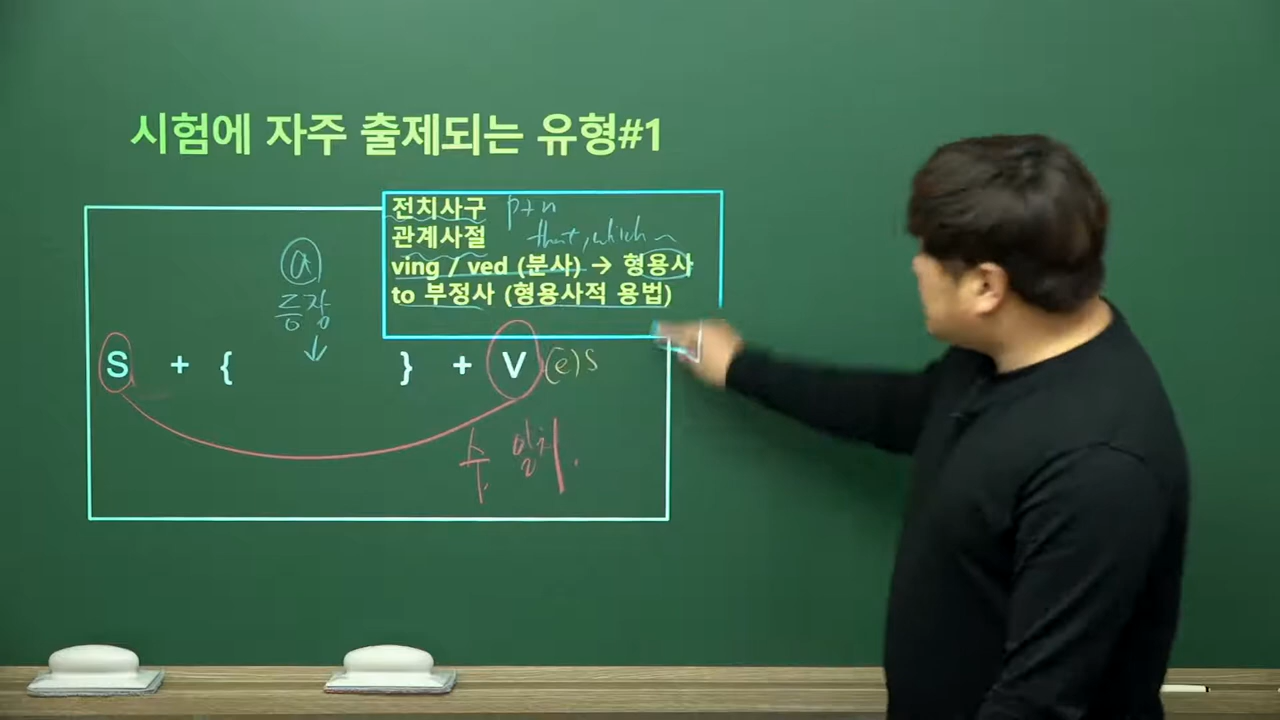 시험에 자주 출제되는 유형#1
전치사구 p+n
관계사절 that, which ~
ving / ved (분사) → 형용사
to 부정사 (형용사적 용법)
ⓐ
등장
↓
S + { } + V (e)s
수 일치.